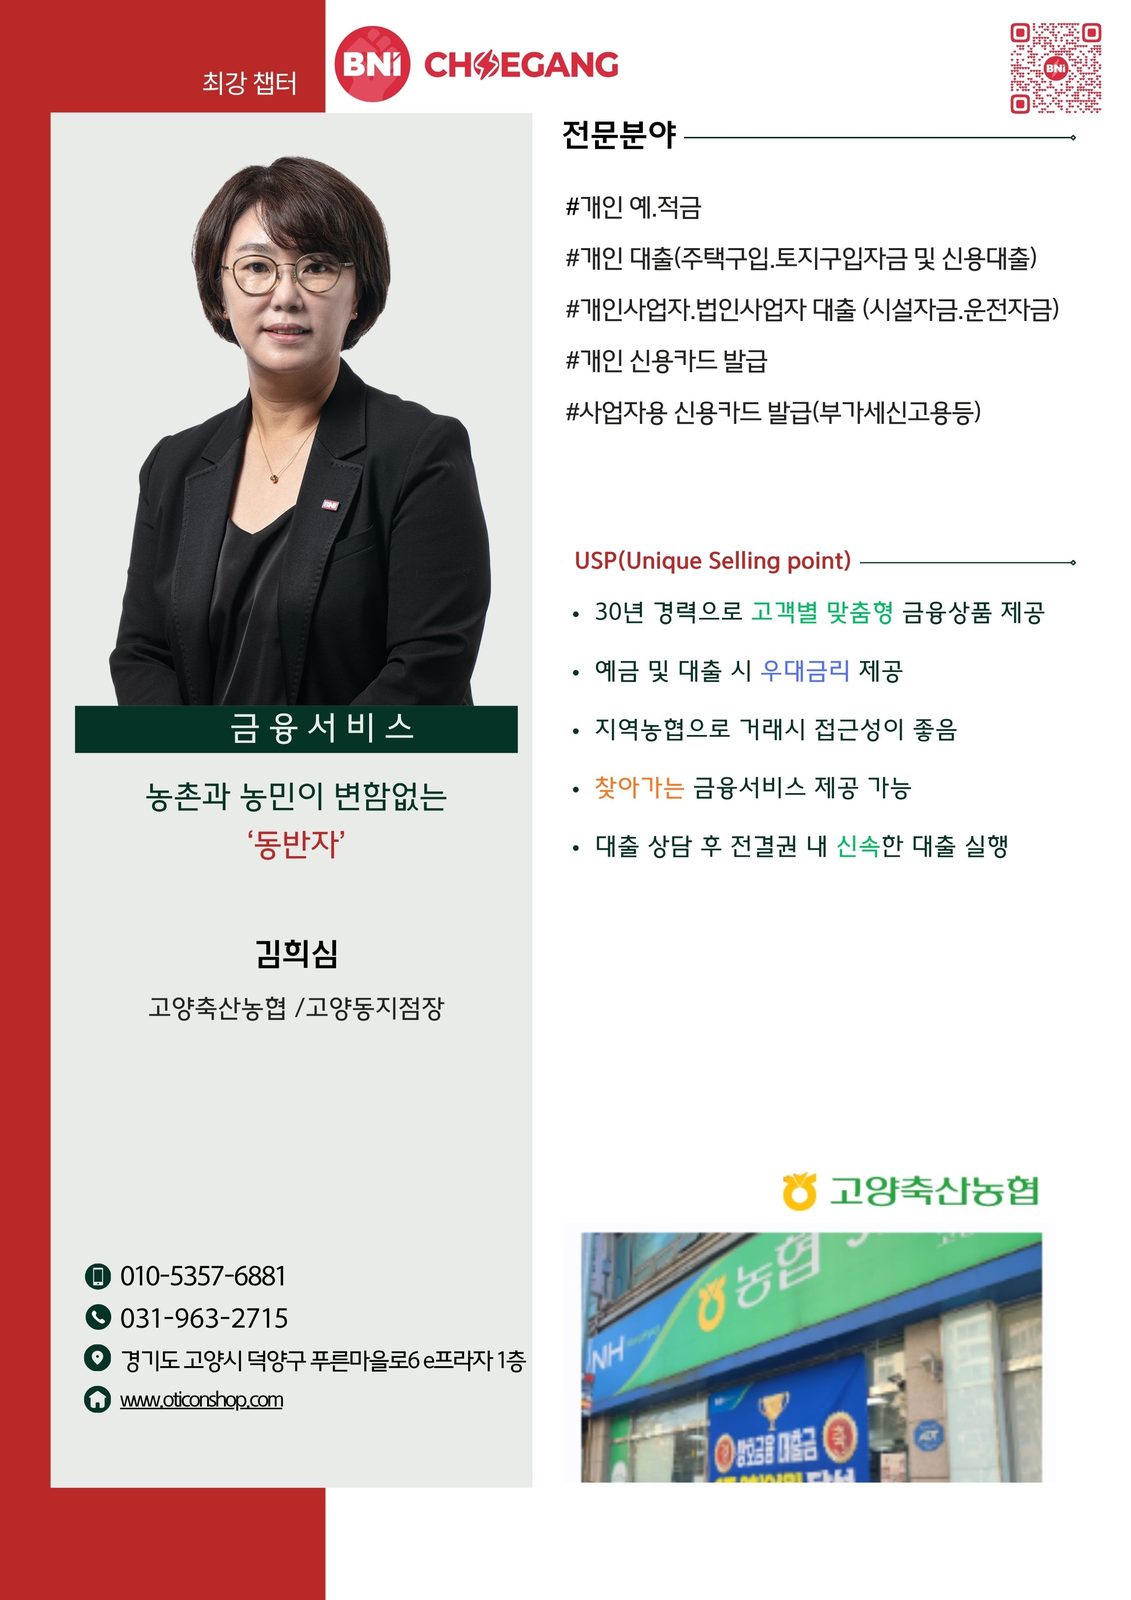 최강 챕터
BNI CHOEGANG
BNI
전문분야
#개인 예.적금
#개인 대출(주택구입.토지구입자금 및 신용대출)
#개인사업자.법인사업자 대출 (시설자금.운전자금)
#개인 신용카드 발급
#사업자용 신용카드 발급(부가세신고용등)
BNI
USP(Unique Selling point)
• 30년 경력으로 고객별 맞춤형 금융상품 제공
• 예금 및 대출 시 우대금리 제공
• 지역농협으로 거래시 접근성이 좋음
• 찾아가는 금융서비스 제공 가능
• 대출 상담 후 전결권 내 신속한 대출 실행
금융서비스
농촌과 농민이 변함없는
‘동반자’
김희심
고양축산농협 /고양동지점장
010-5357-6881
031-963-2715
경기도 고양시 덕양구 푸른마을로6 e프라자 1층
www.oticonshop.com
고양축산농협
농협
NH
상호금융 대출금
축
ADT